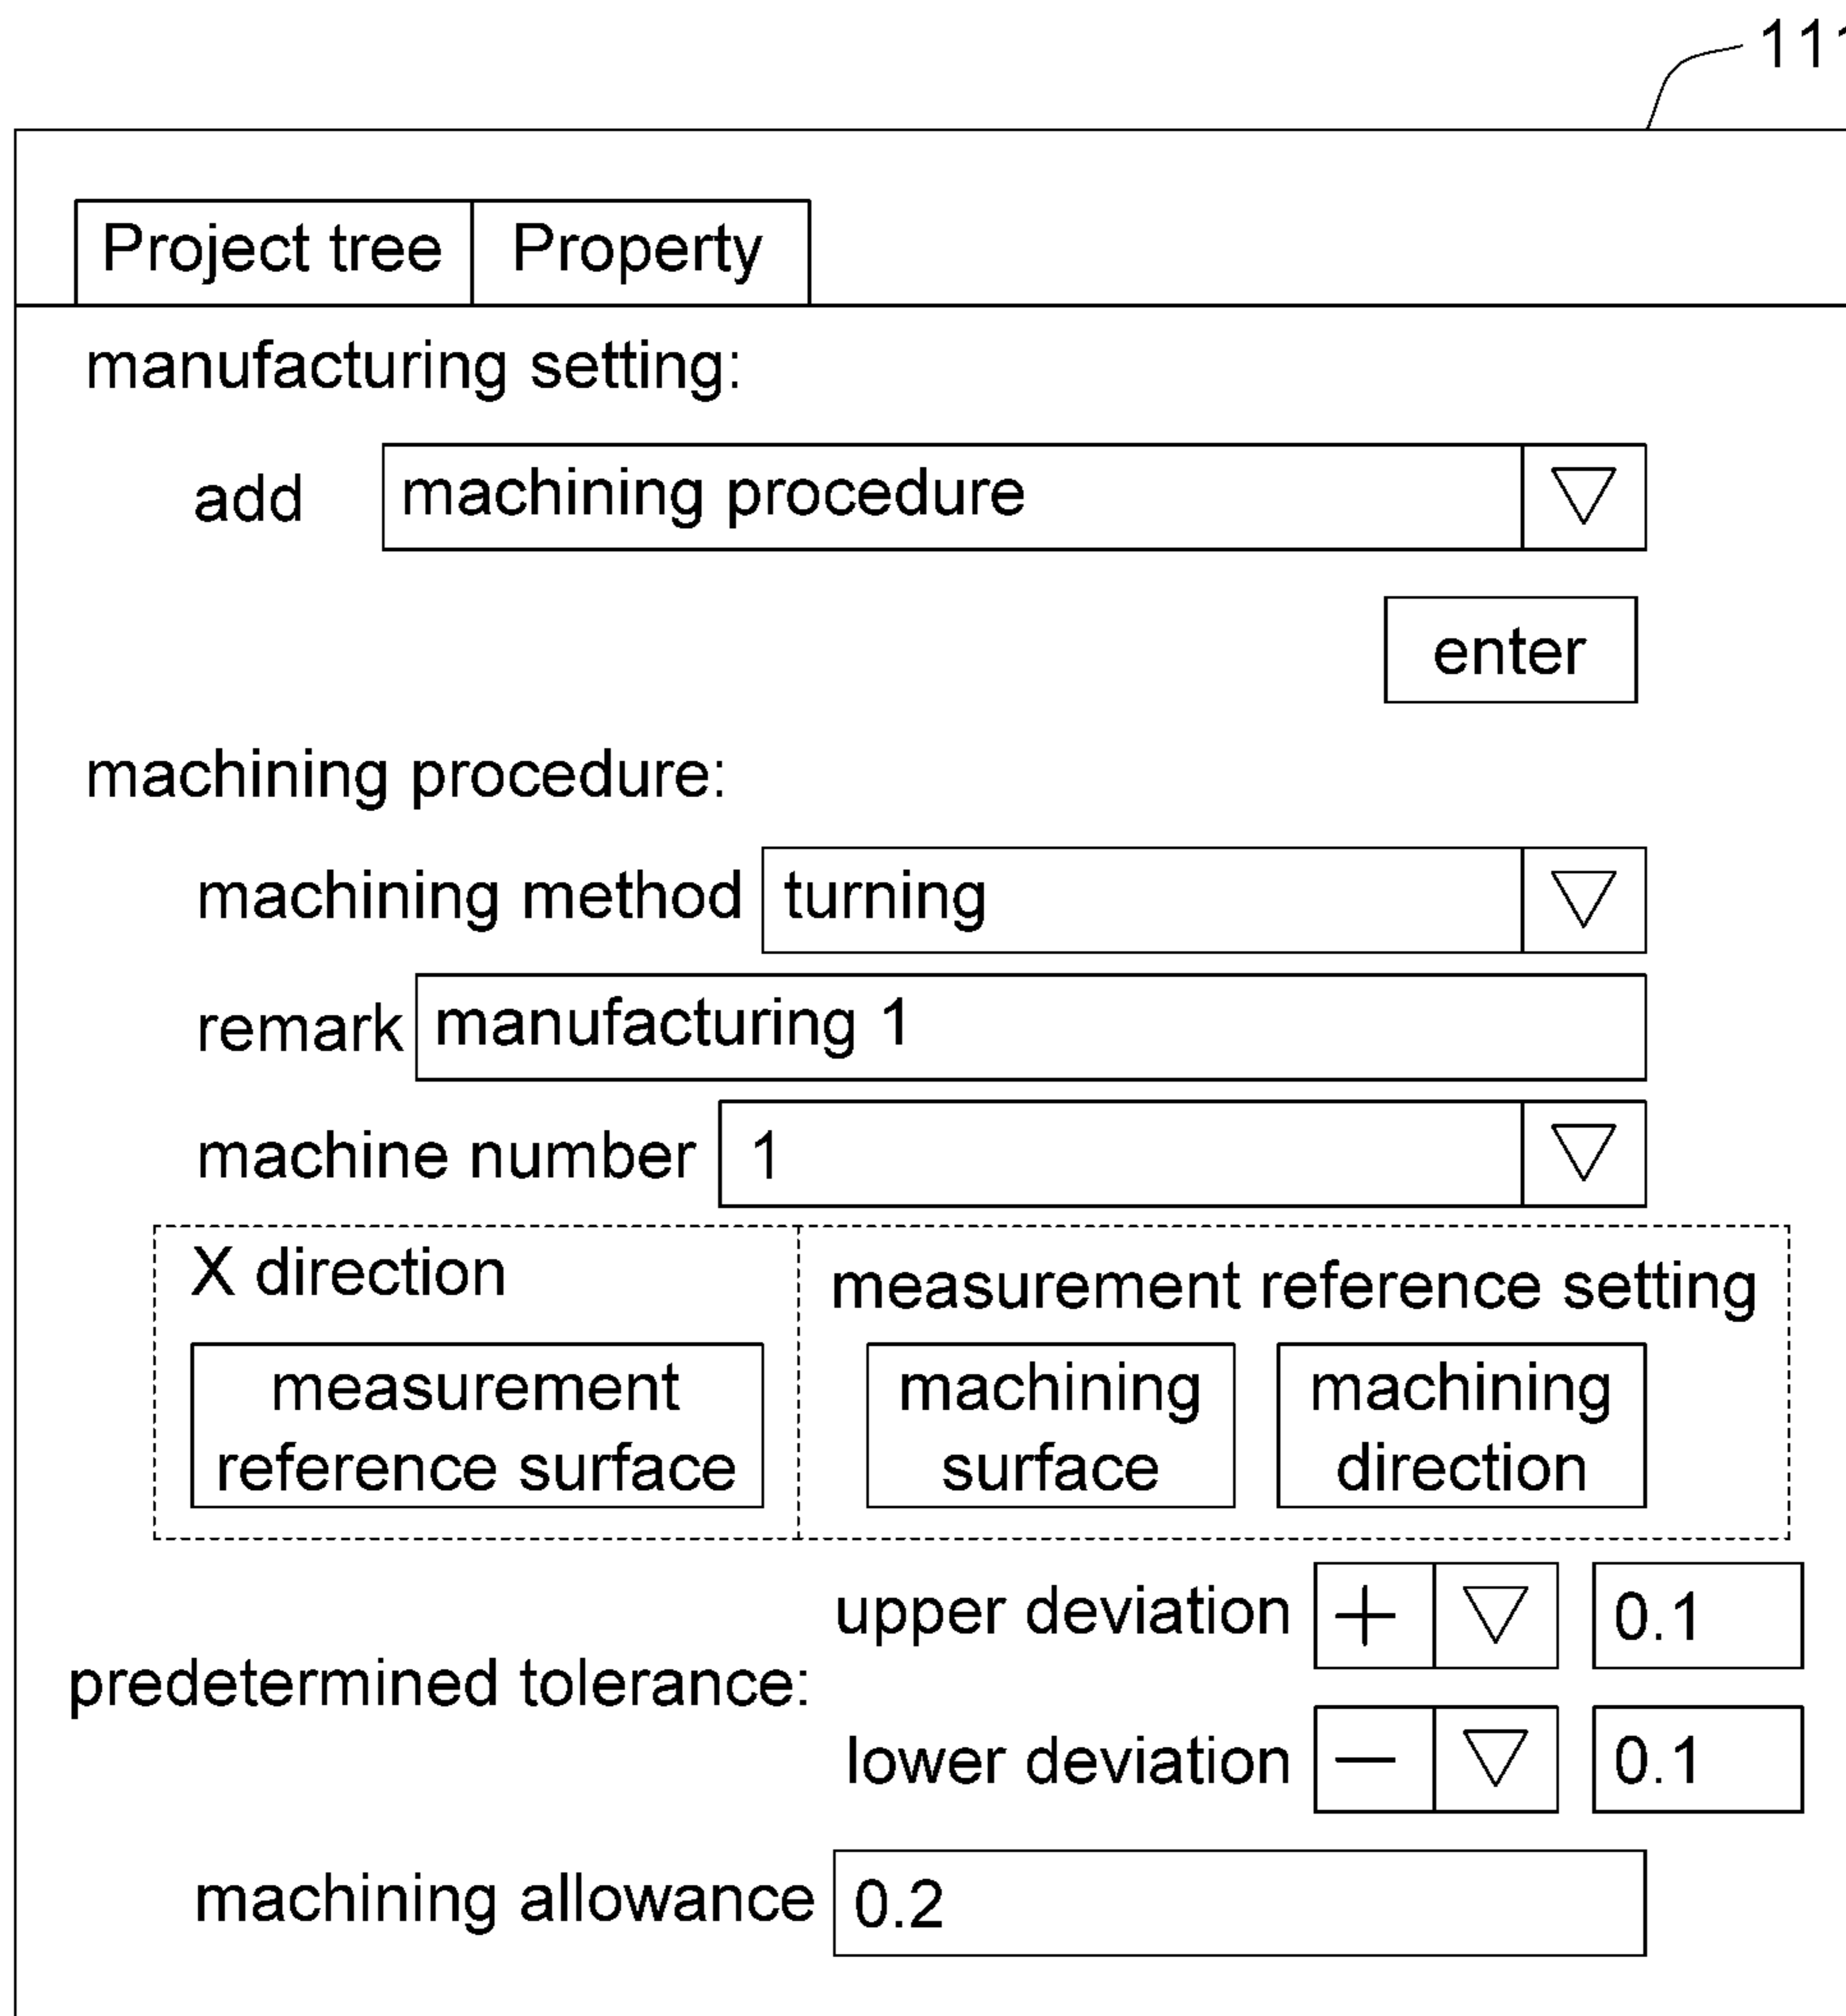 111
Project tree Property
manufacturing setting:
add machining procedure
enter
machining procedure:
machining method turning
remark manufacturing 1
machine number 1
X direction
measurement reference surface
measurement reference setting
machining surface
machining direction
predetermined tolerance:
upper deviation + 0.1
lower deviation − 0.1
machining allowance 0.2